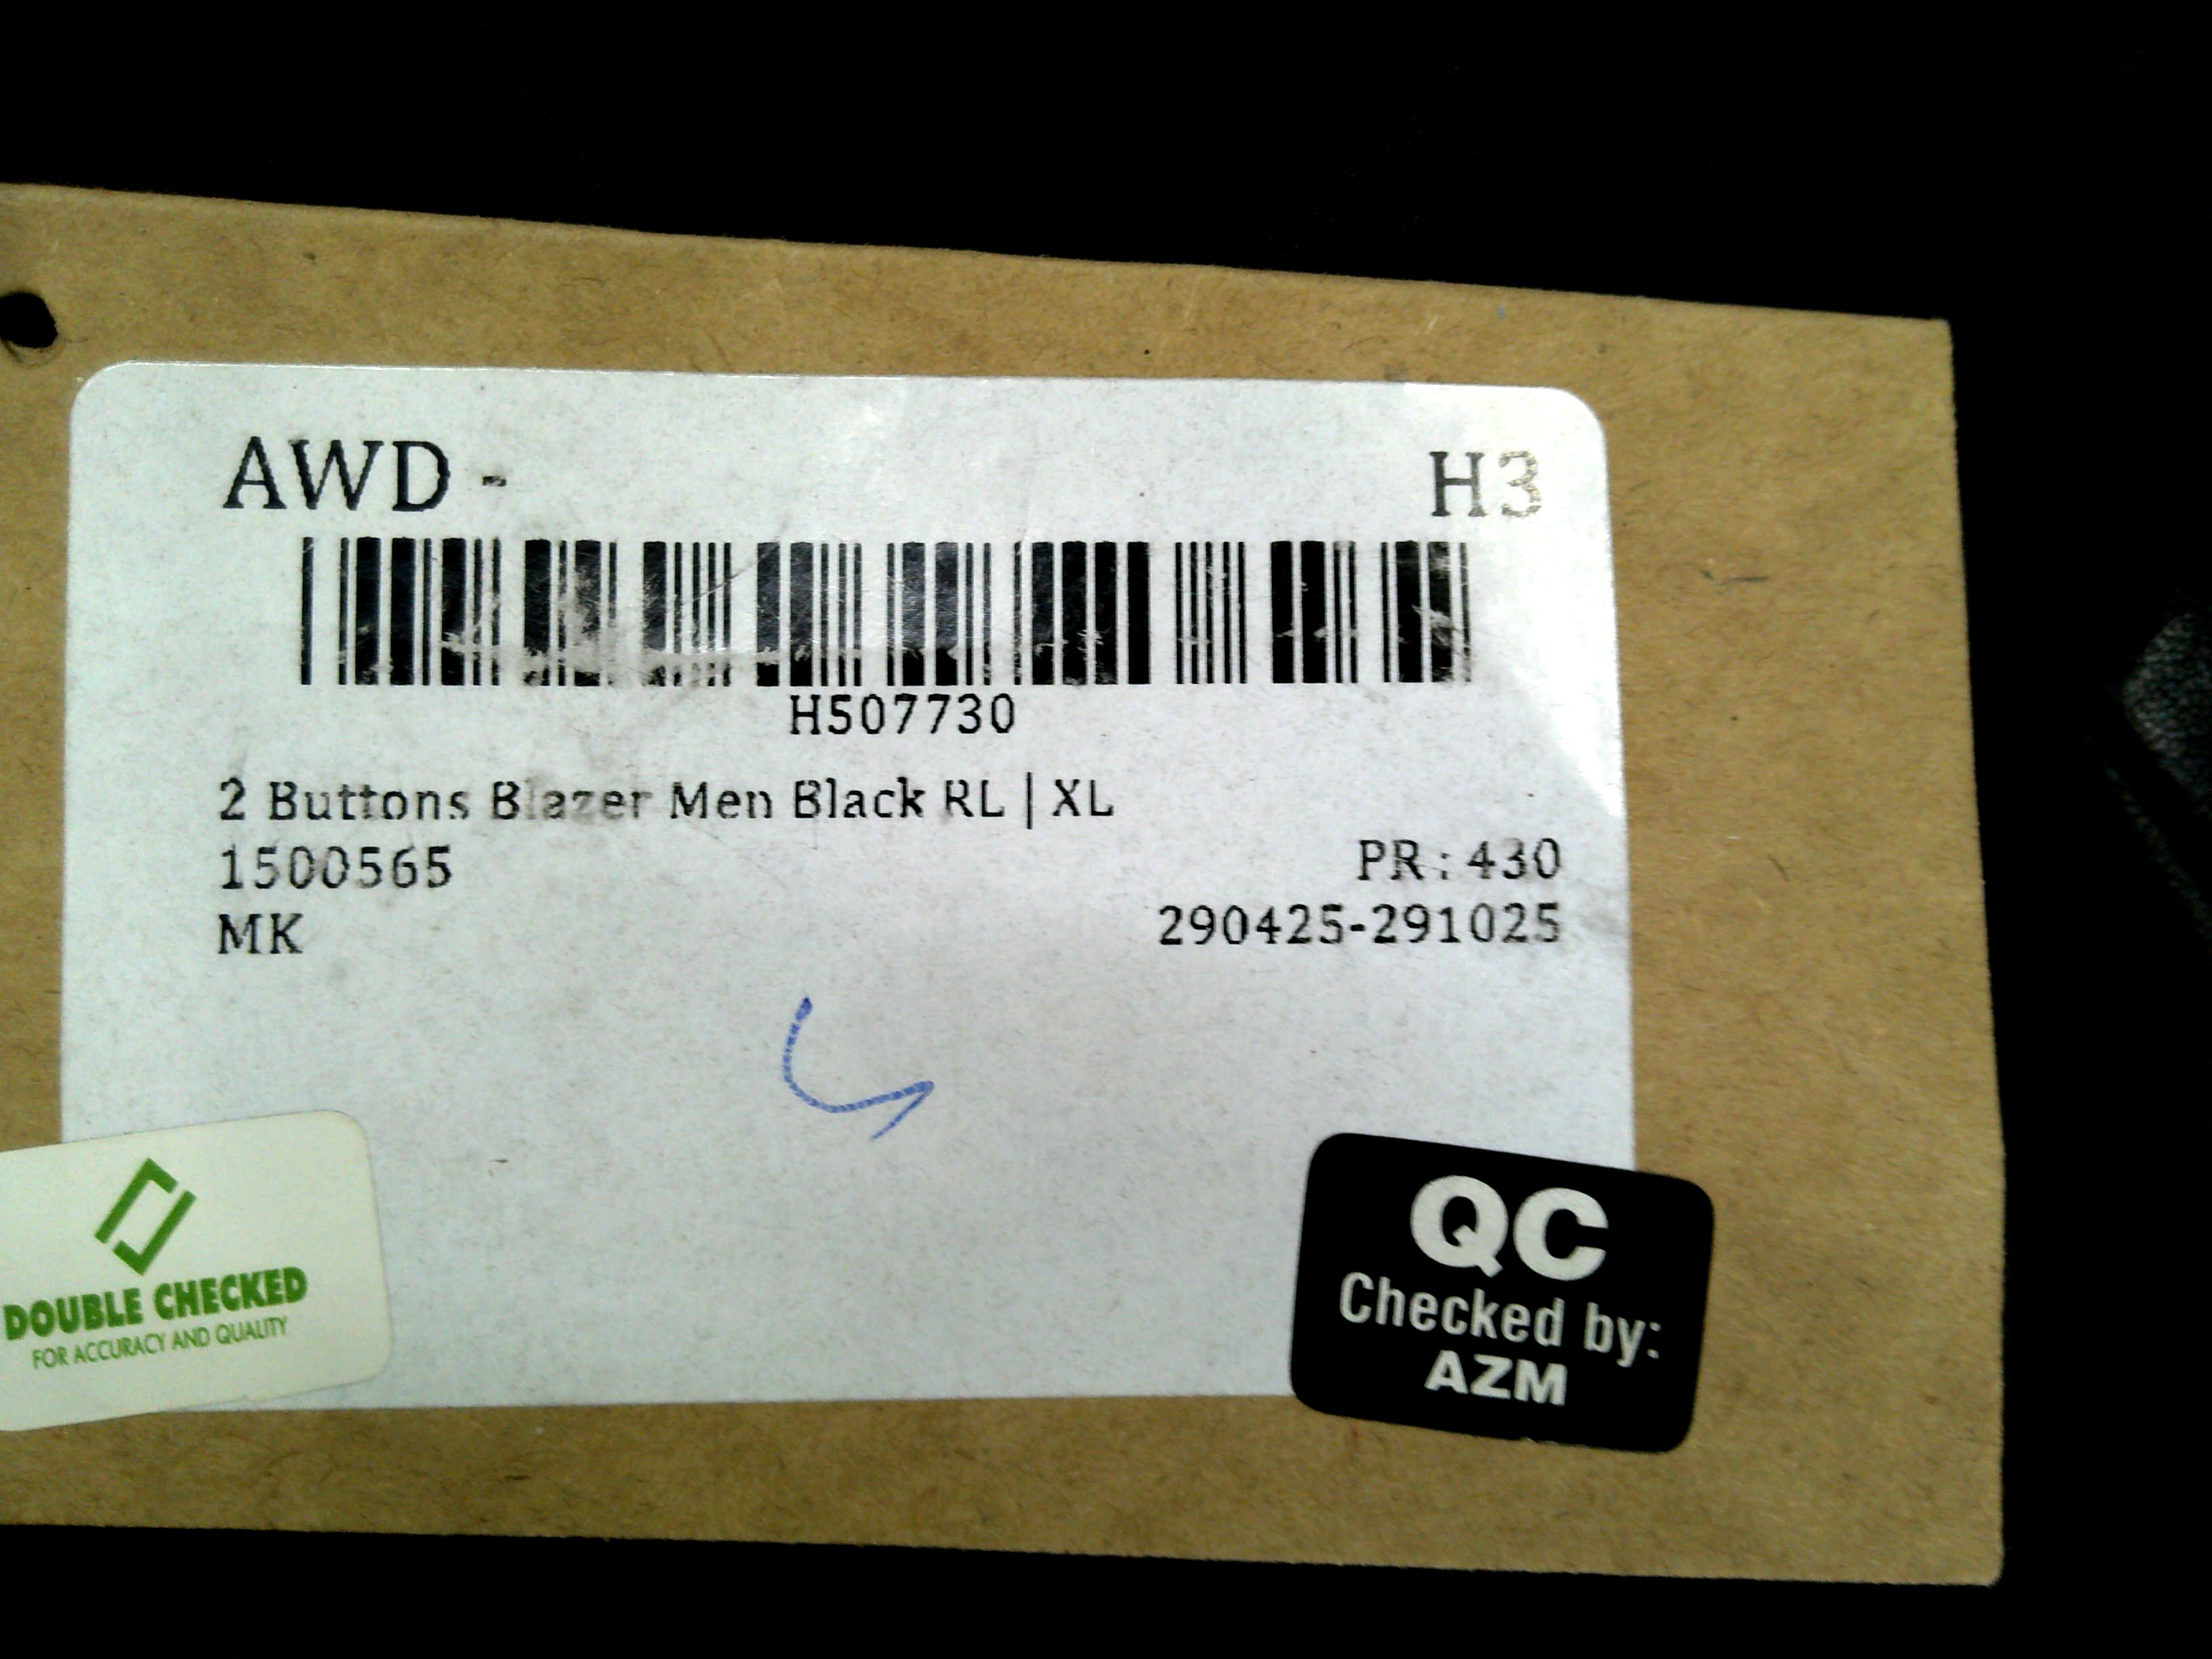 AWD - H3
H507730
2 Buttons Blazer Men Black RL | XL
1500565 PR : 430
MK 290425-291025
DOUBLE CHECKED
FOR ACCURACY AND QUALITY
QC
Checked by:
AZM